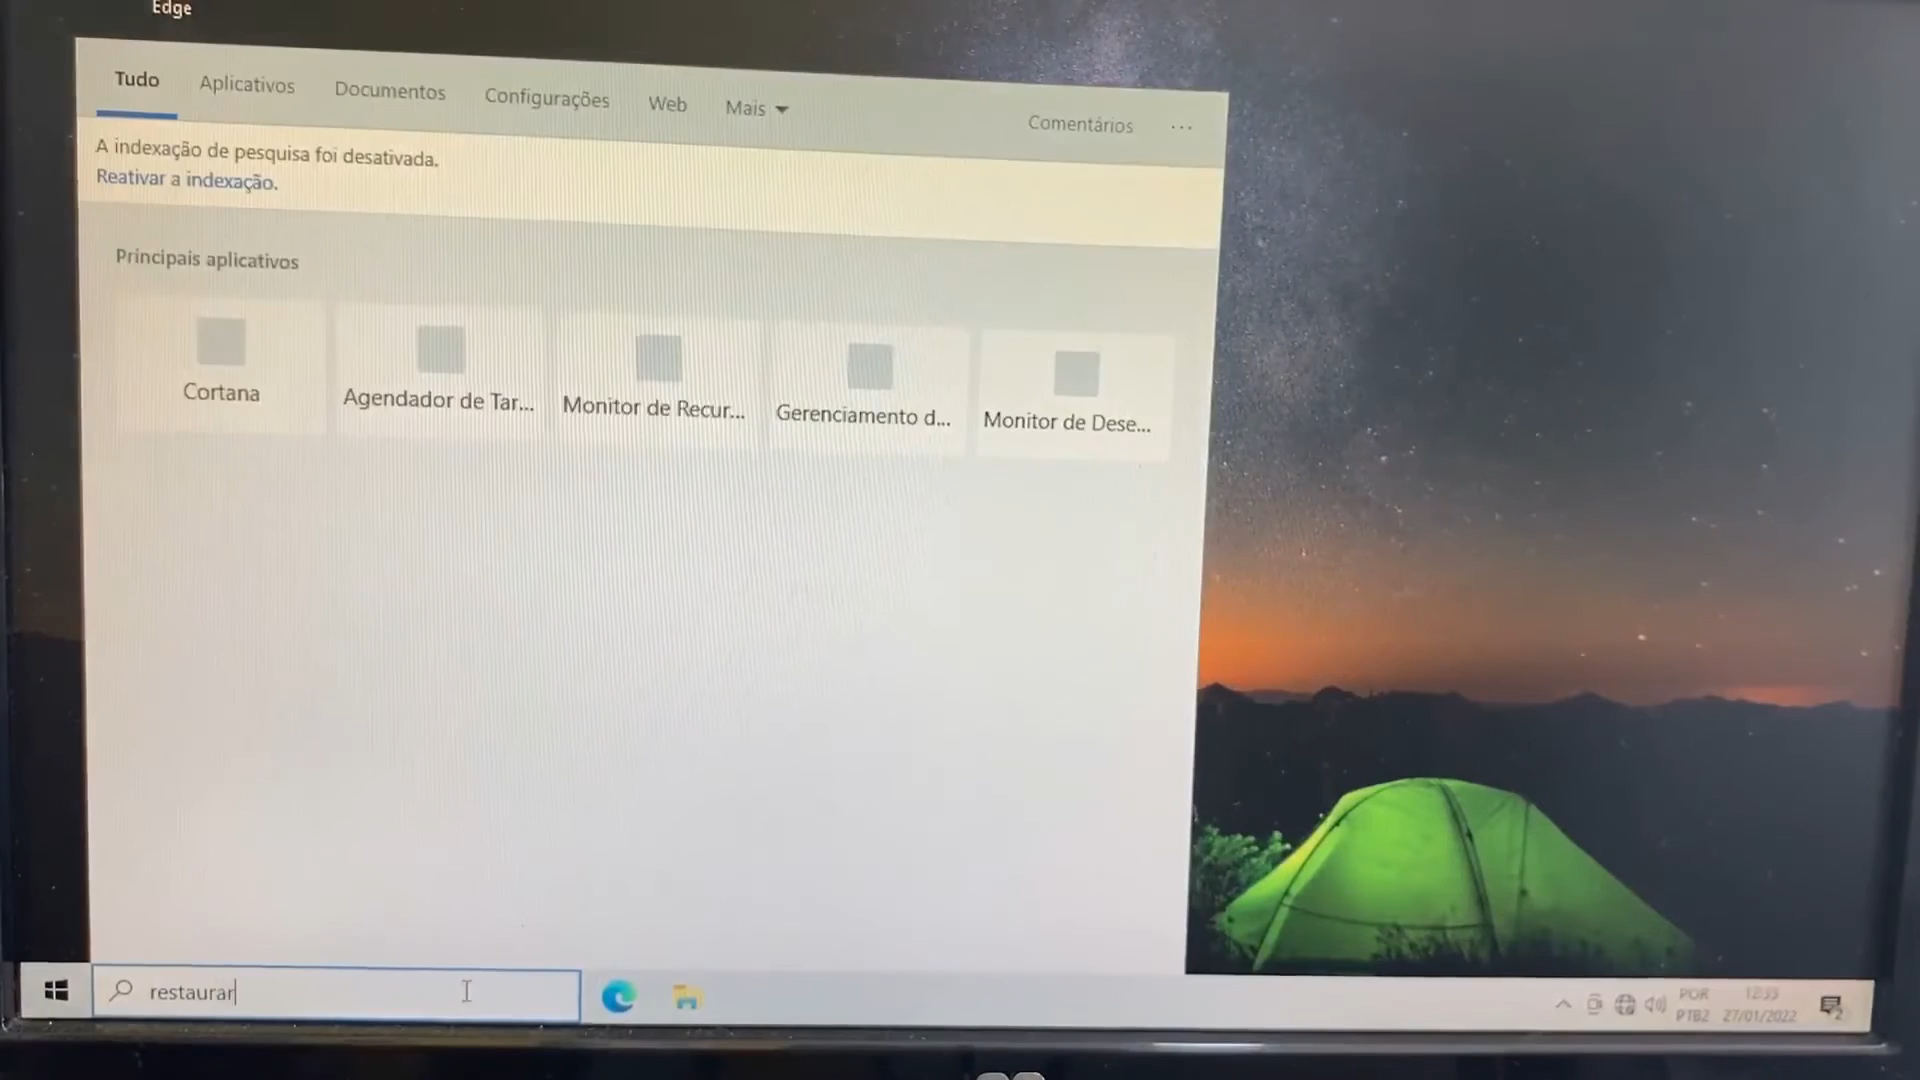 Edge
Tudo Aplicativos Documentos Configurações Web Mais Comentários ...
A indexação de pesquisa foi desativada.
Reativar a indexação.
Principais aplicativos
Cortana Agendador de Tar... Monitor de Recur... Gerenciamento d... Monitor de Dese...
restaurar
POR 12:33
PTB2 27/01/2022
2